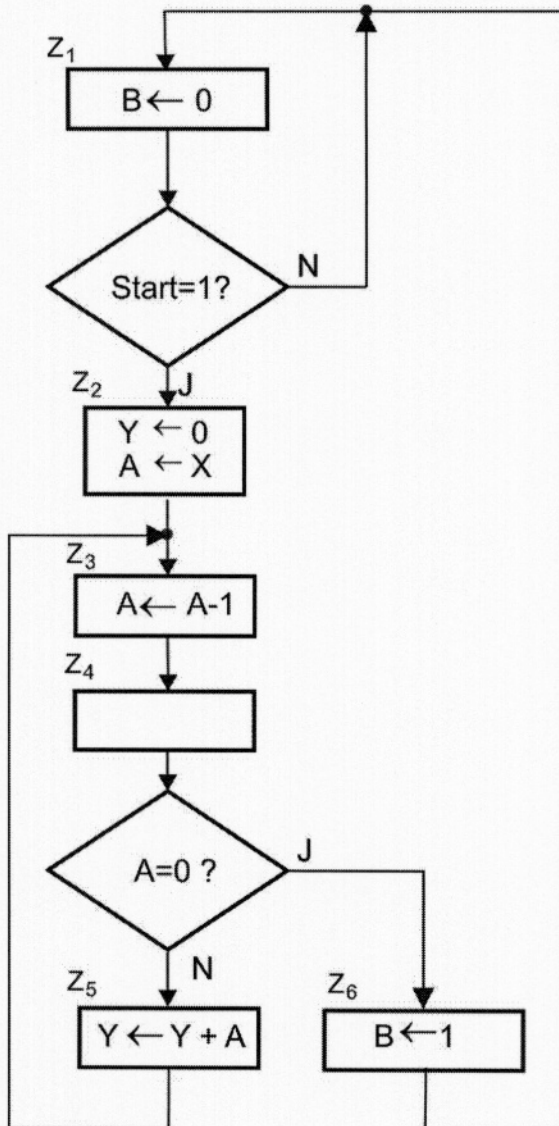 Z₁
B ← 0
Start=1?
N
J
Z₂
Y ← 0
A ← X
Z₃
A ← A-1
Z₄
A=0 ?
J
N
Z₅
Y ← Y + A
Z₆
B ← 1